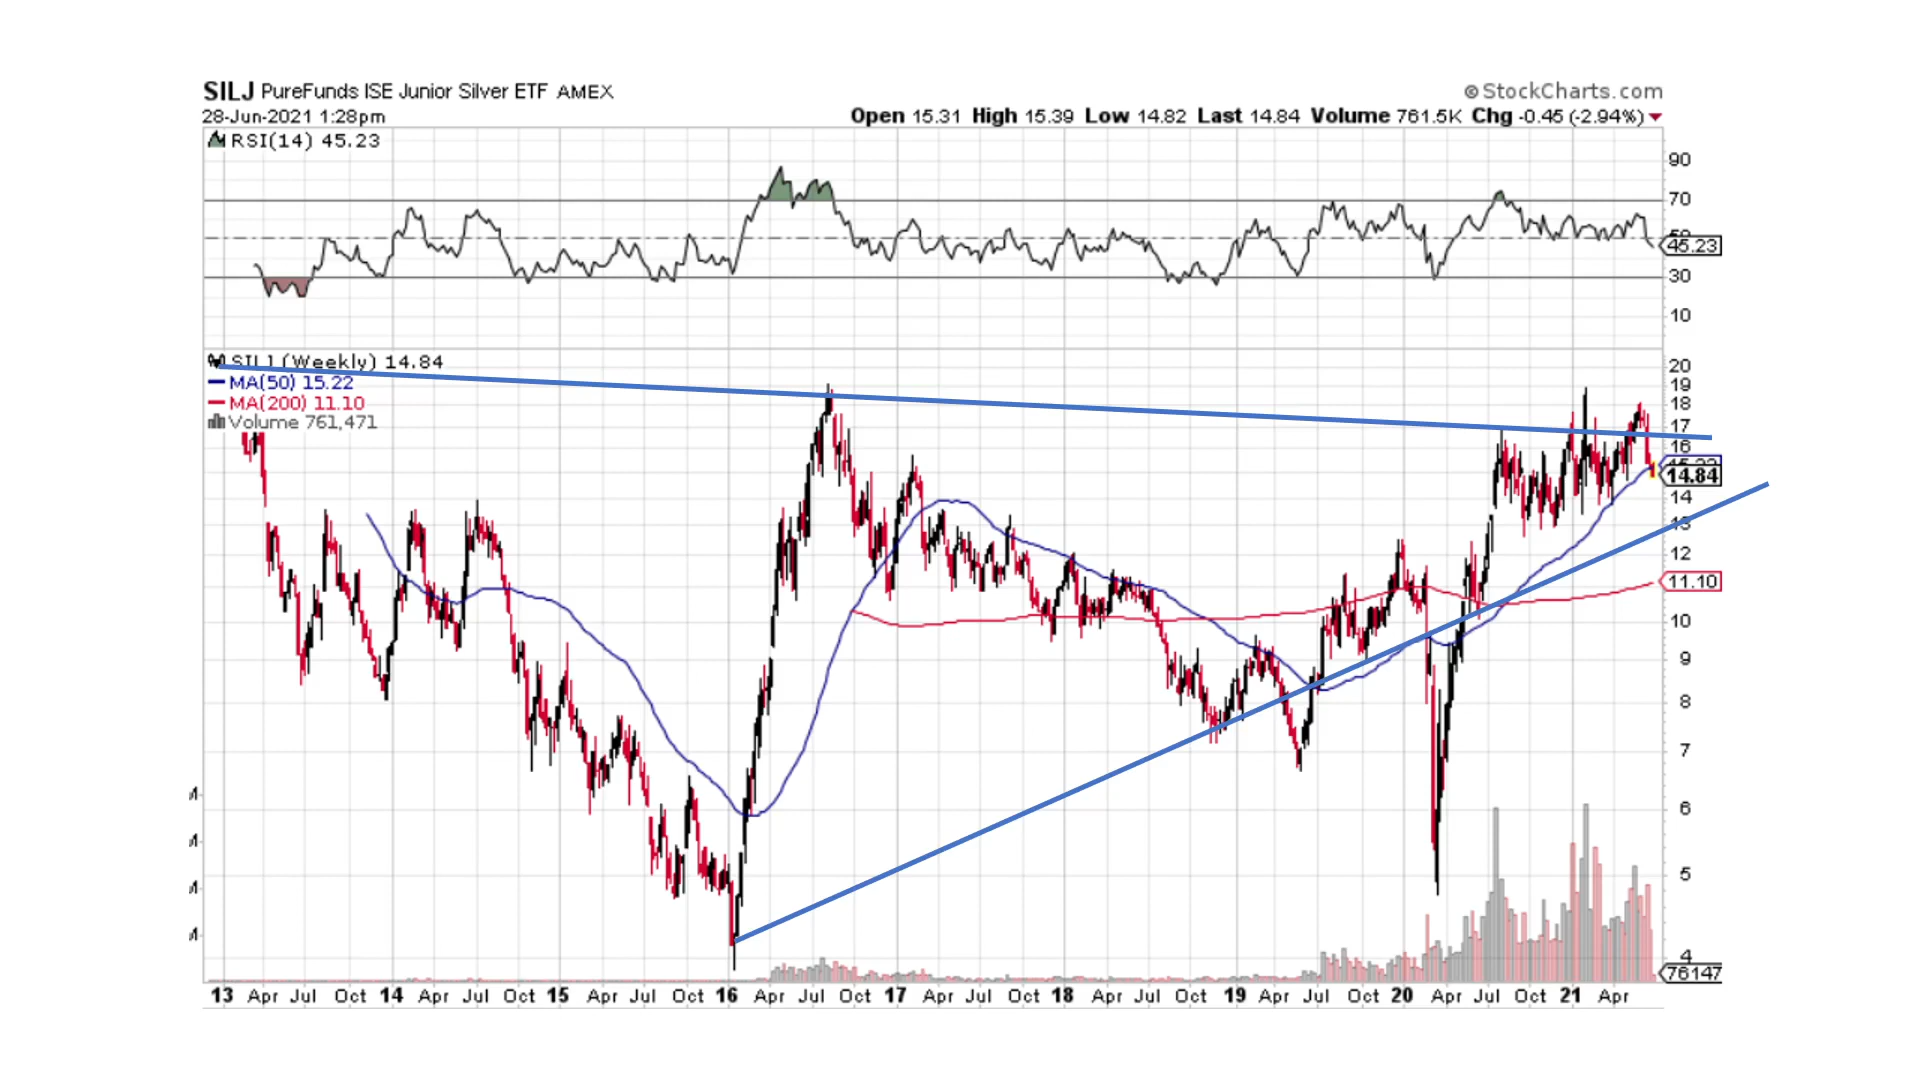 SILJ PureFunds ISE Junior Silver ETF AMEX
© StockCharts.com
28-Jun-2021 1:28pm
Open 15.31 High 15.39 Low 14.82 Last 14.84 Volume 761.5K Chg -0.45 (-2.94%)
RSI(14) 45.23
90
70
50
45.23
30
10
SILJ (Weekly) 14.84
MA(50) 15.22
MA(200) 11.10
Volume 761,471
20
19
18
17
16
15.22
14.84
14
13
12
11.10
10
9
8
7
6
5
4
76147
M
M
M
M
13 Apr Jul Oct 14 Apr Jul Oct 15 Apr Jul Oct 16 Apr Jul Oct 17 Apr Jul Oct 18 Apr Jul Oct 19 Apr Jul Oct 20 Apr Jul Oct 21 Apr